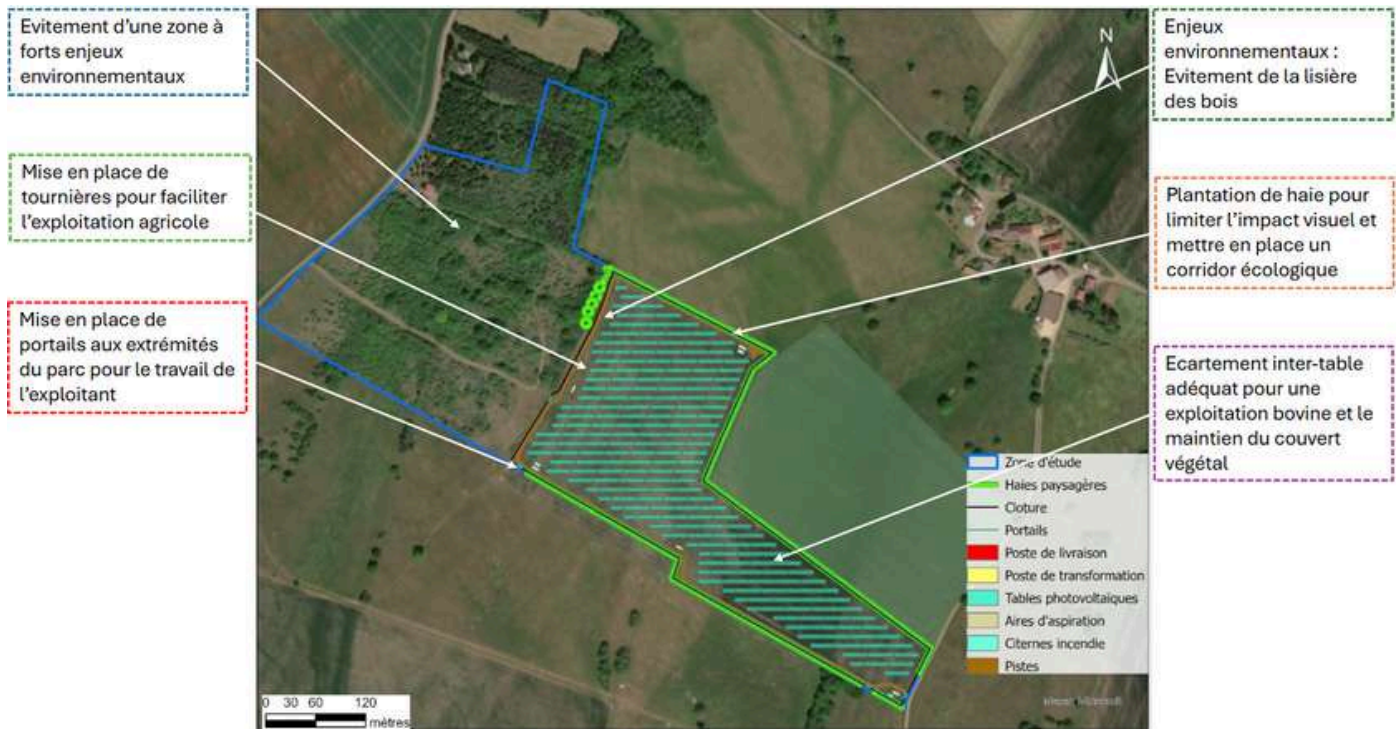 Evitement d'une zone à
forts enjeux
environnementaux
Mise en place de
tournières pour faciliter
l'exploitation agricole
Mise en place de
portails aux extrémités
du parc pour le travail de
l'exploitant
Enjeux
environnementaux :
Evitement de la lisière
des bois
Plantation de haie pour
limiter l'impact visuel et
mettre en place un
corridor écologique
Ecartement inter-table
adéquat pour une
exploitation bovine et le
maintien du couvert
végétal
N
Zone d'étude
Haies paysagères
Cloture
Portails
Poste de livraison
Poste de transformation
Tables photovoltaïques
Aires d'aspiration
Citernes incendie
Pistes
0 30 60 120
mètres